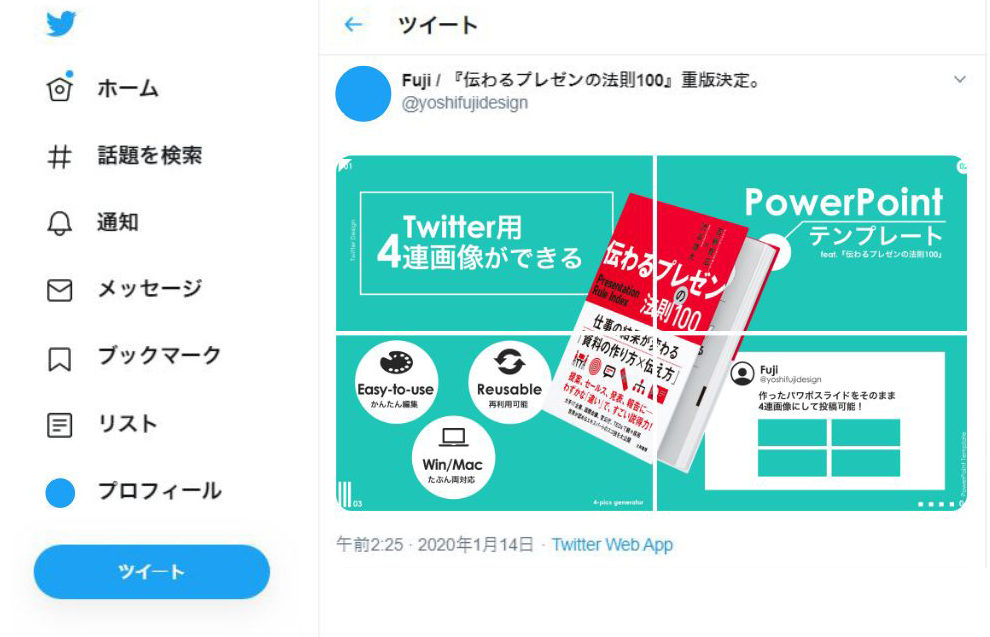 ホーム
話題を検索
通知
メッセージ
ブックマーク
リスト
プロフィール
ツイート
ツイート
Fuji / 『伝わるプレゼンの法則100』重版決定。
@yoshifujidesign
01
Twitter Design
Twitter用
4連画像ができる
PowerPoint
テンプレート
feat.『伝わるプレゼンの法則100』
伝わるプレゼン
の
法則100
Presentation
Rule Index
仕事の結果が変わる
「資料の作り方×伝え方」
提案、セールス、発表、報告に—
わずかな「違い」で、すごい説得力!
Easy-to-use
かんたん編集
Reusable
再利用可能
Win/Mac
たぶん両対応
03
4-pics generator
Fuji
@yoshifujidesign
作ったパワポスライドをそのまま
4連画像にして投稿可能!
PowerPoint Template
午前2:25 · 2020年1月14日 · Twitter Web App